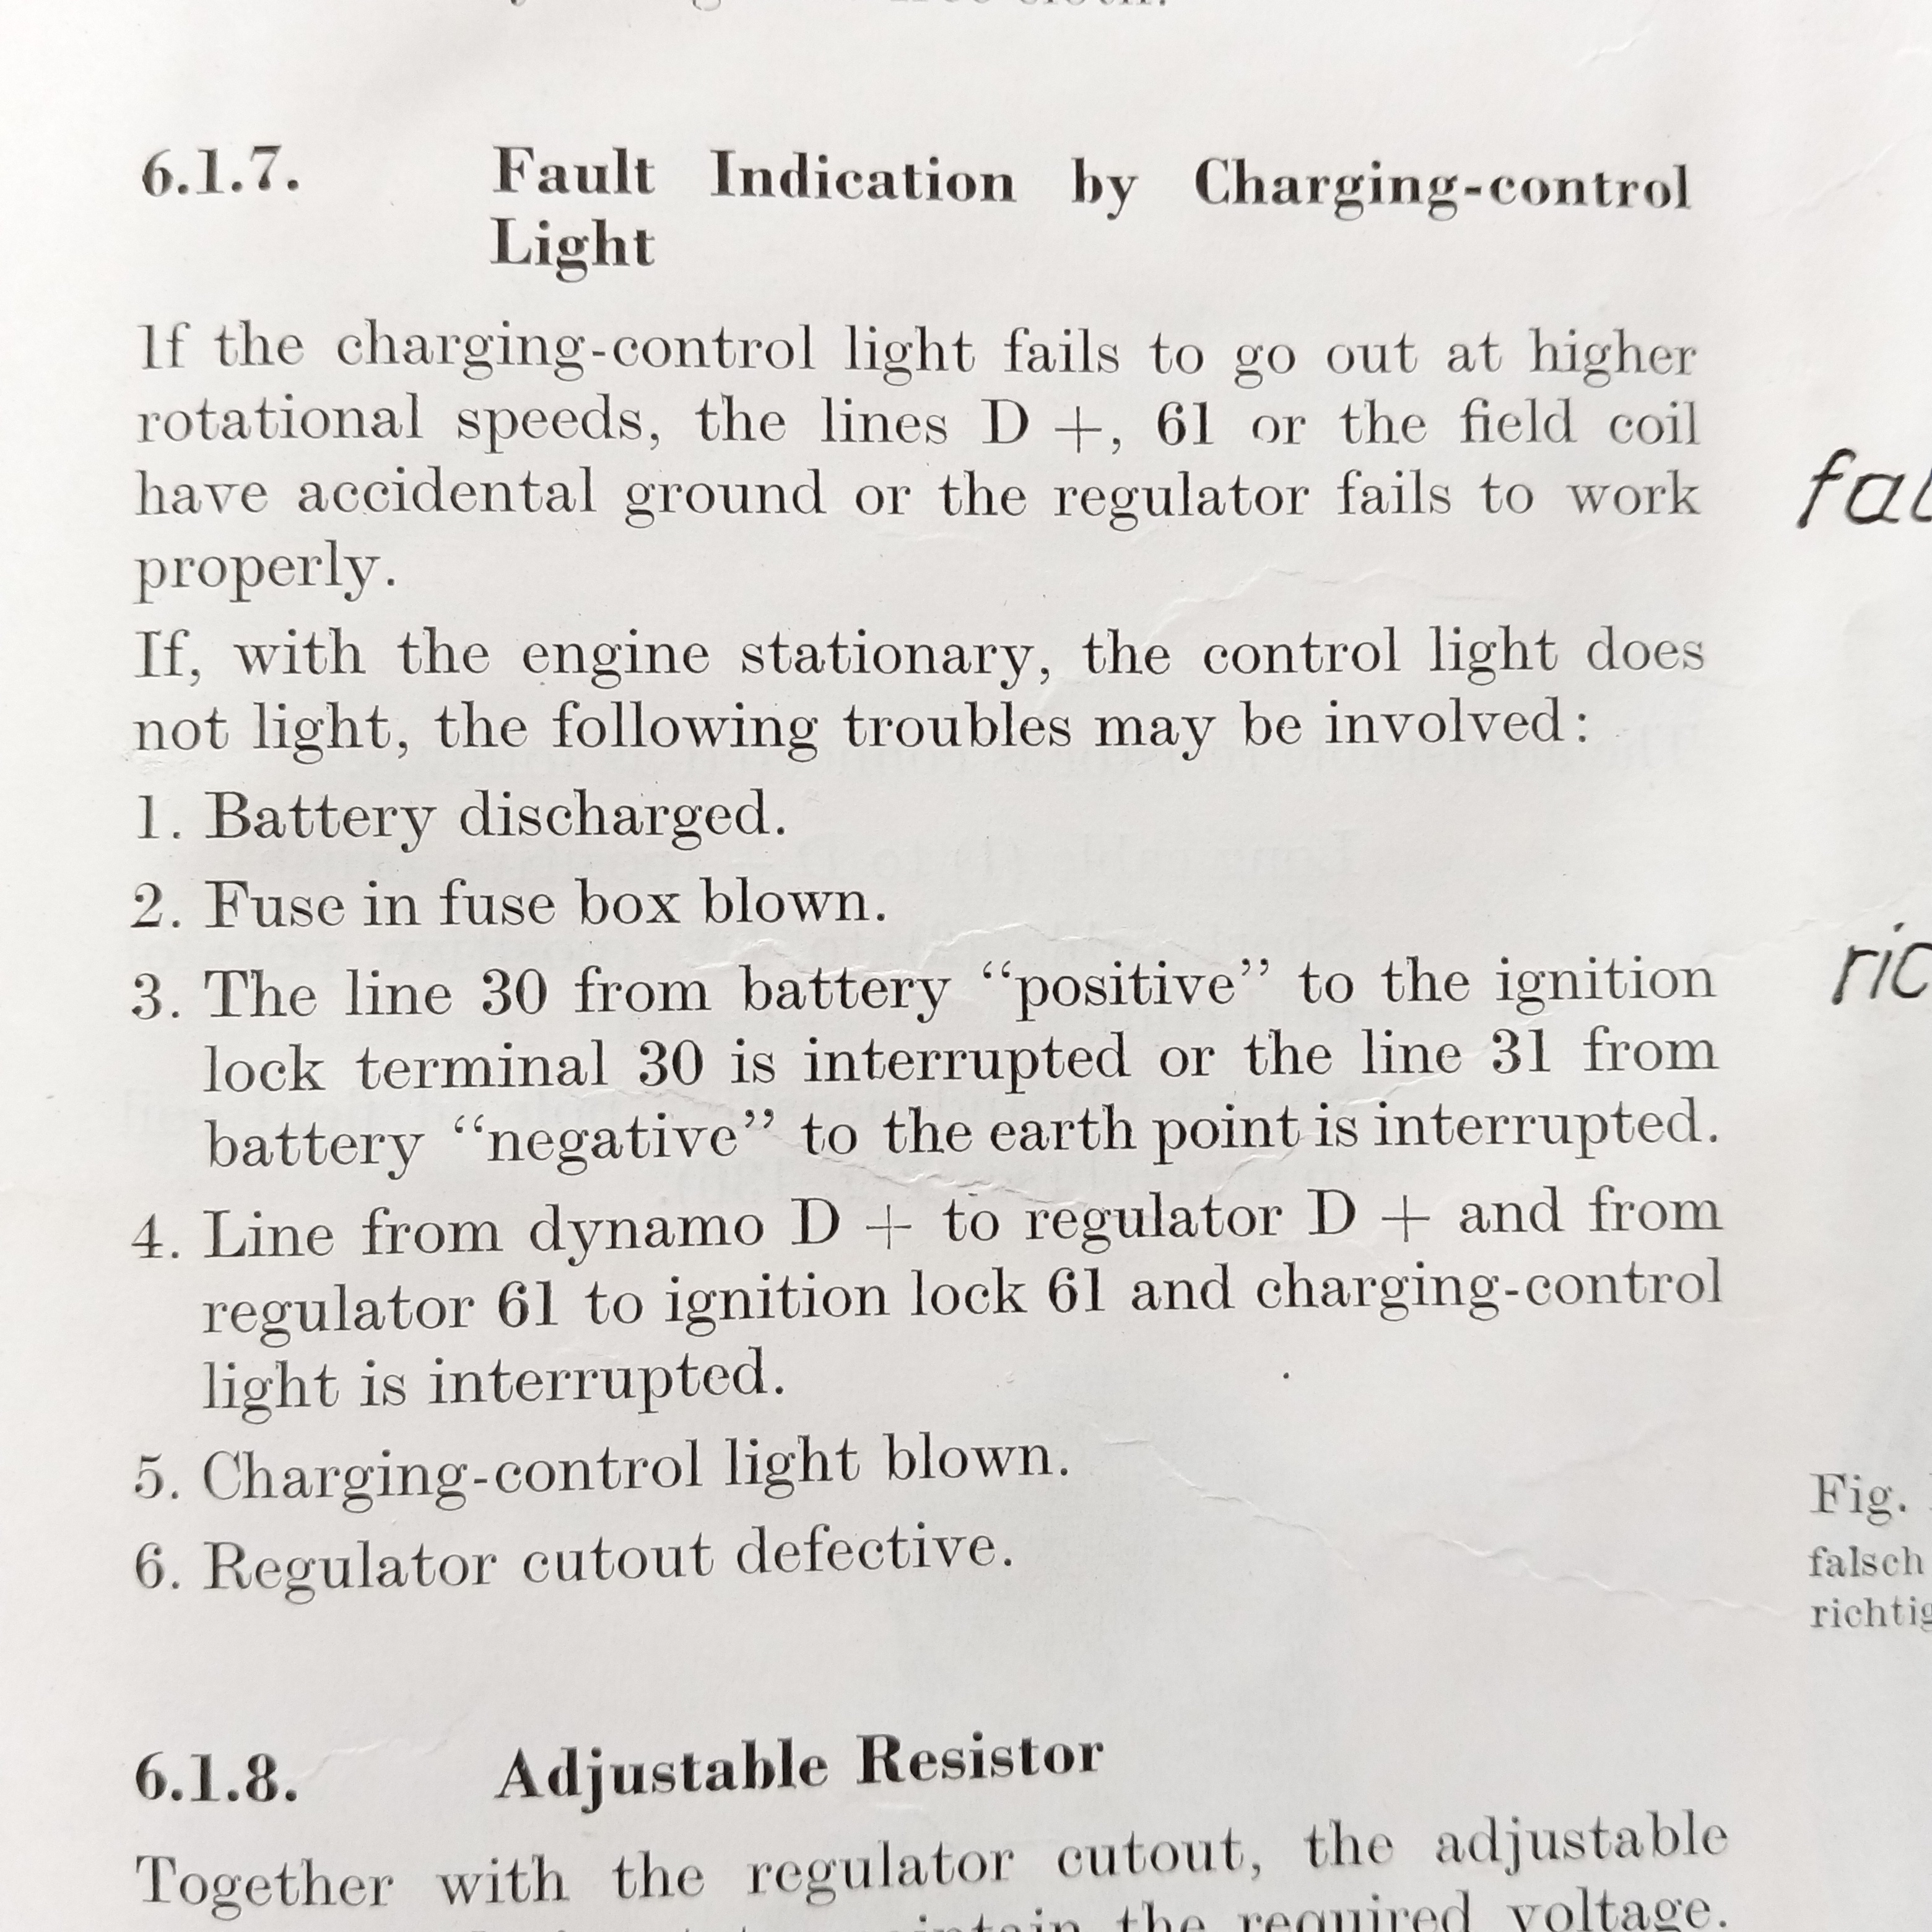 6.1.7. Fault Indication by Charging-control
Light
If the charging-control light fails to go out at higher
rotational speeds, the lines D +, 61 or the field coil
have accidental ground or the regulator fails to work
properly.
If, with the engine stationary, the control light does
not light, the following troubles may be involved:
1. Battery discharged.
2. Fuse in fuse box blown.
3. The line 30 from battery “positive” to the ignition
lock terminal 30 is interrupted or the line 31 from
battery “negative” to the earth point is interrupted.
4. Line from dynamo D + to regulator D + and from
regulator 61 to ignition lock 61 and charging-control
light is interrupted.
5. Charging-control light blown.
6. Regulator cutout defective.
6.1.8. Adjustable Resistor
Together with the regulator cutout, the adjustable
the required voltage.
Fig.
falsch